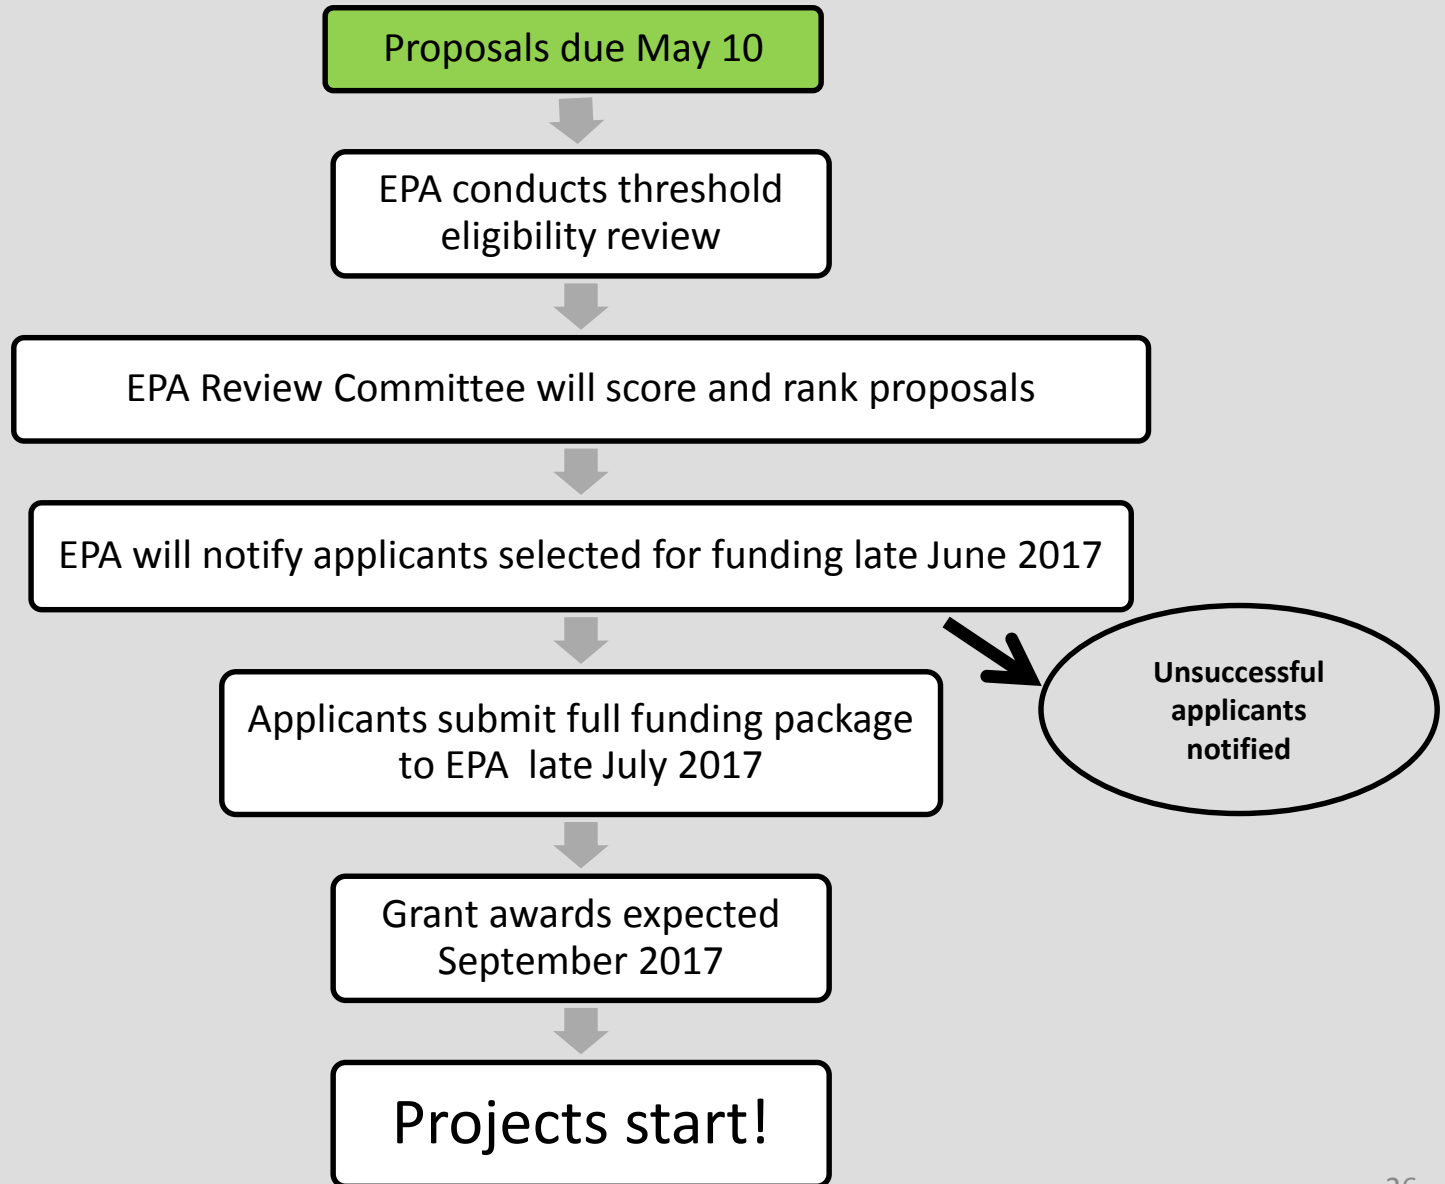 Proposals due May 10
EPA conducts threshold
eligibility review
EPA Review Committee will score and rank proposals
EPA will notify applicants selected for funding late June 2017
Unsuccessful
applicants
notified
Applicants submit full funding package
to EPA  late July 2017
Grant awards expected
September 2017
Projects start!